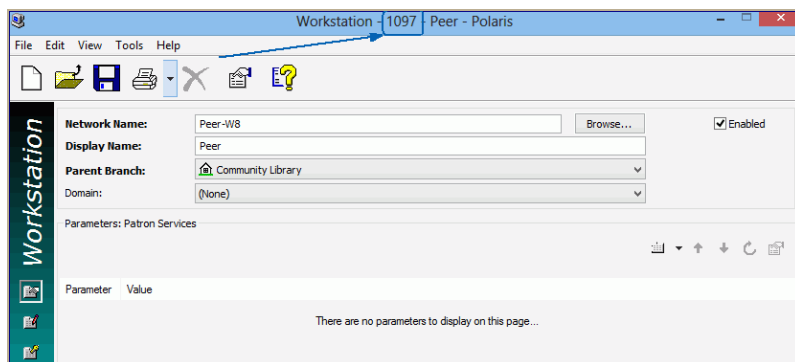 Workstation - 1097 - Peer - Polaris
File Edit View Tools Help
Workstation
Network Name: Peer-W8 Browse... Enabled
Display Name: Peer
Parent Branch: Community Library
Domain: (None)
Parameters: Patron Services
Parameter Value
There are no parameters to display on this page...